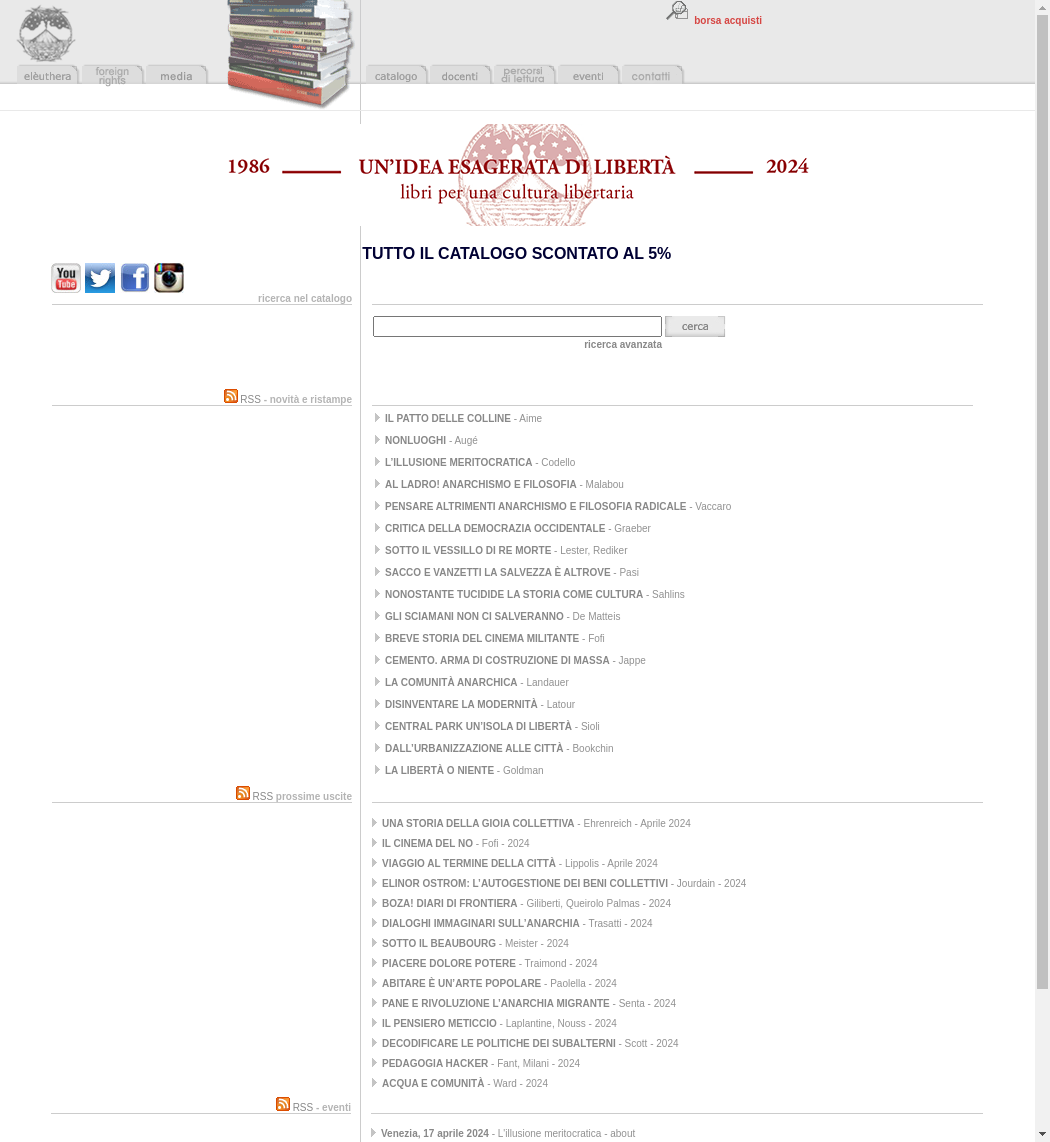 borsa acquisti
elèuthera
foreign rights
media
catalogo
docenti
percorsi di lettura
eventi
contatti
1986 UN'IDEA ESAGERATA DI LIBERTÀ 2024
libri per una cultura libertaria
TUTTO IL CATALOGO SCONTATO AL 5%
You Tube
ricerca nel catalogo
cerca
ricerca avanzata
RSS - novità e ristampe
IL PATTO DELLE COLLINE - Aime
NONLUOGHI - Augé
L'ILLUSIONE MERITOCRATICA - Codello
AL LADRO! ANARCHISMO E FILOSOFIA - Malabou
PENSARE ALTRIMENTI ANARCHISMO E FILOSOFIA RADICALE - Vaccaro
CRITICA DELLA DEMOCRAZIA OCCIDENTALE - Graeber
SOTTO IL VESSILLO DI RE MORTE - Lester, Rediker
SACCO E VANZETTI LA SALVEZZA È ALTROVE - Pasi
NONOSTANTE TUCIDIDE LA STORIA COME CULTURA - Sahlins
GLI SCIAMANI NON CI SALVERANNO - De Matteis
BREVE STORIA DEL CINEMA MILITANTE - Fofi
CEMENTO. ARMA DI COSTRUZIONE DI MASSA - Jappe
LA COMUNITÀ ANARCHICA - Landauer
DISINVENTARE LA MODERNITÀ - Latour
CENTRAL PARK UN'ISOLA DI LIBERTÀ - Sioli
DALL'URBANIZZAZIONE ALLE CITTÀ - Bookchin
LA LIBERTÀ O NIENTE - Goldman
RSS prossime uscite
UNA STORIA DELLA GIOIA COLLETTIVA - Ehrenreich - Aprile 2024
IL CINEMA DEL NO - Fofi - 2024
VIAGGIO AL TERMINE DELLA CITTÀ - Lippolis - Aprile 2024
ELINOR OSTROM: L'AUTOGESTIONE DEI BENI COLLETTIVI - Jourdain - 2024
BOZA! DIARI DI FRONTIERA - Giliberti, Queirolo Palmas - 2024
DIALOGHI IMMAGINARI SULL'ANARCHIA - Trasatti - 2024
SOTTO IL BEAUBOURG - Meister - 2024
PIACERE DOLORE POTERE - Traimond - 2024
ABITARE È UN'ARTE POPOLARE - Paolella - 2024
PANE E RIVOLUZIONE L'ANARCHIA MIGRANTE - Senta - 2024
IL PENSIERO METICCIO - Laplantine, Nouss - 2024
DECODIFICARE LE POLITICHE DEI SUBALTERNI - Scott - 2024
PEDAGOGIA HACKER - Fant, Milani - 2024
ACQUA E COMUNITÀ - Ward - 2024
RSS - eventi
Venezia, 17 aprile 2024 - L'illusione meritocratica - about